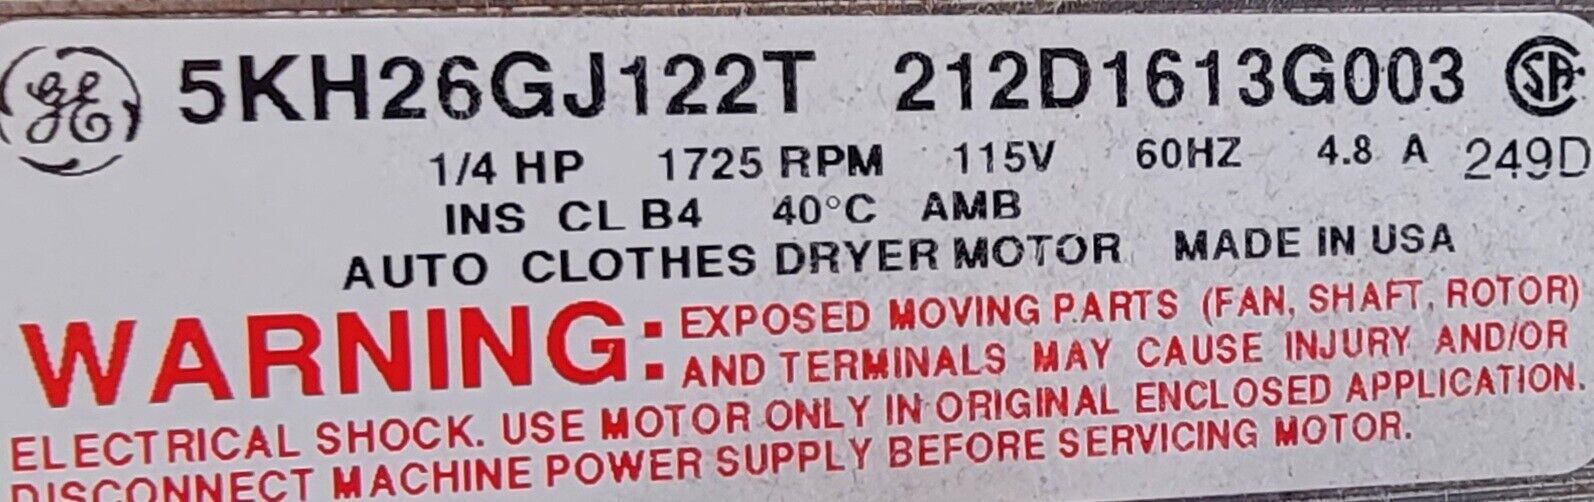 GE 5KH26GJ122T 212D1613G003 SA
1/4 HP 1725 RPM 115V 60HZ 4.8 A 249D
INS CL B4 40°C AMB
AUTO CLOTHES DRYER MOTOR MADE IN USA
WARNING: EXPOSED MOVING PARTS (FAN, SHAFT, ROTOR)
AND TERMINALS MAY CAUSE INJURY AND/OR
ELECTRICAL SHOCK. USE MOTOR ONLY IN ORIGINAL ENCLOSED APPLICATION.
DISCONNECT MACHINE POWER SUPPLY BEFORE SERVICING MOTOR.